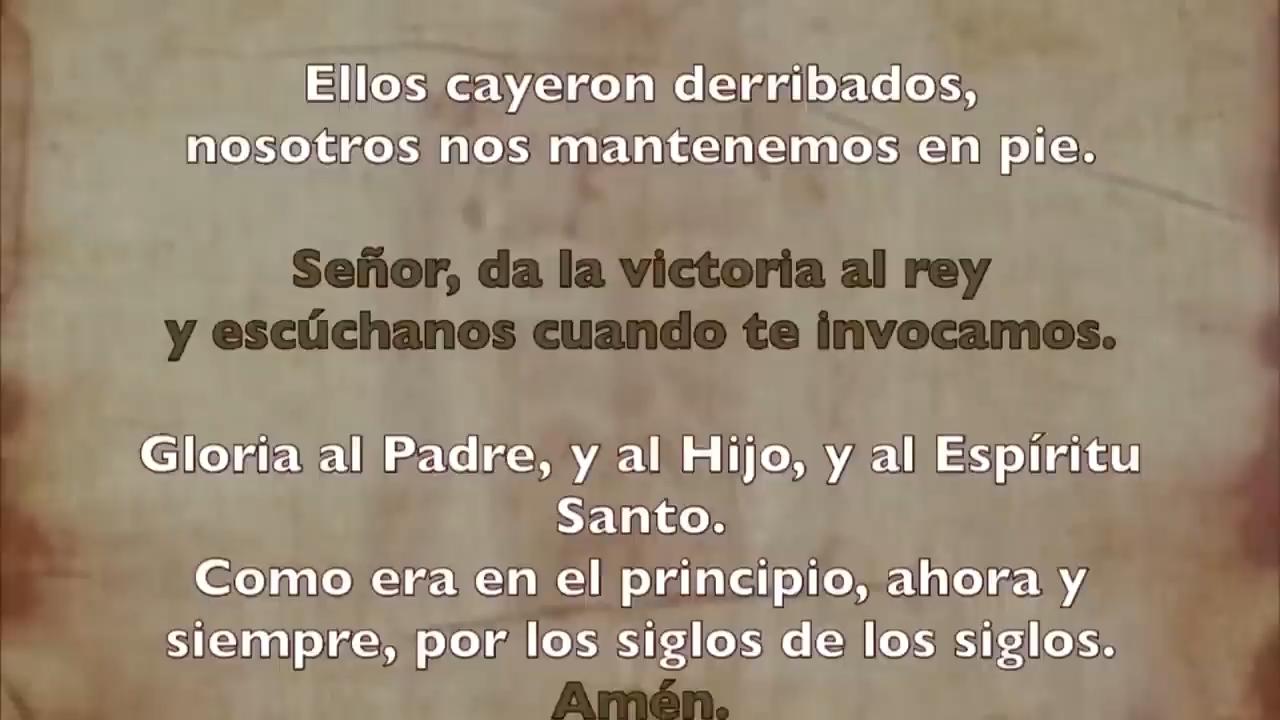 Ellos cayeron derribados,
nosotros nos mantenemos en pie.
Señor, da la victoria al rey
y escúchanos cuando te invocamos.
Gloria al Padre, y al Hijo, y al Espíritu
Santo.
Como era en el principio, ahora y
siempre, por los siglos de los siglos.
Amén.